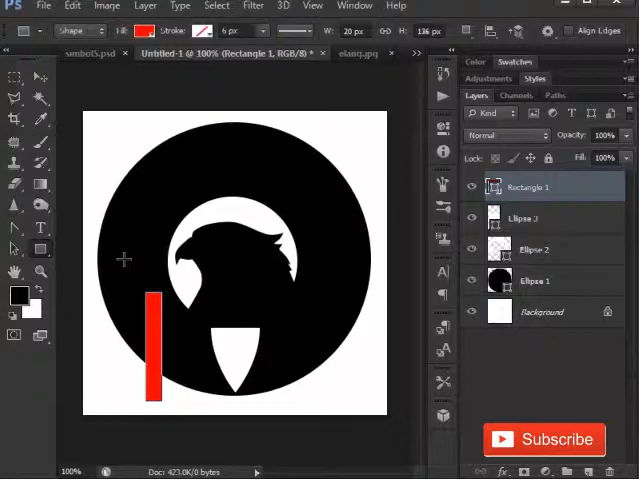 Ps File Edit Image Layer Type Select Filter 3D View Window Help
Shape Fill: Stroke: 6 px W: 20 px H: 136 px Align Edges
simbol5.psd × Untitled-1 @ 100% (Rectangle 1, RGB/8) * × elang.jpg ×
Color Swatches
Adjustments Styles
Layers Channels Paths
Kind
Normal Opacity: 100%
Lock: Fill: 100%
Rectangle 1
Ellipse 3
Ellipse 2
Ellipse 1
Background
Subscribe
100% Doc: 423.0K/0 bytes